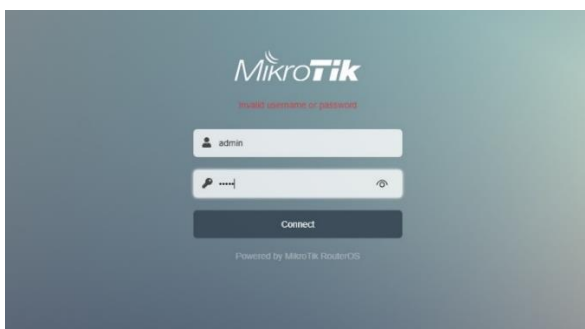 MikroTik
Invalid username or password
admin
•••••
Connect
Powered by MikroTik RouterOS